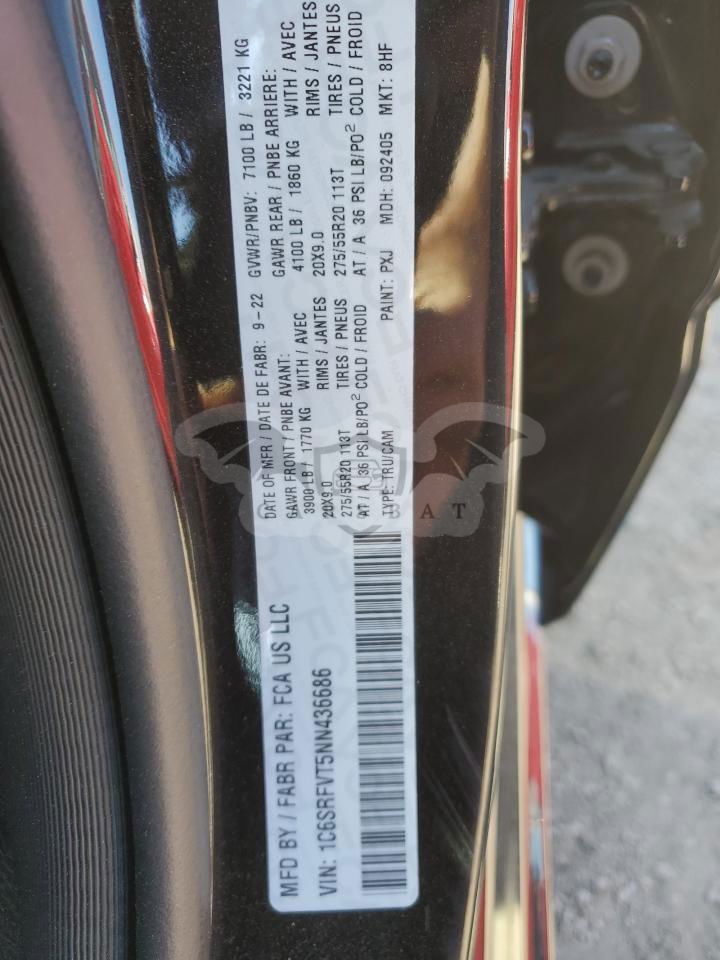 MFD BY / FABR PAR: FCA US LLC
DATE OF MFR / DATE DE FABR: 9-22
GVWR/PNBV: 7100 LB / 3221 KG
GAWR FRONT / PNBE AVANT:
3900 LB / 1770 KG WITH / AVEC
20X9.0 RIMS / JANTES
275/55R20 113T TIRES / PNEUS
AT / A 36 PSI LB/PO² COLD / FROID
GAWR REAR / PNBE ARRIERE:
4100 LB / 1860 KG WITH / AVEC
20X9.0 RIMS / JANTES
275/55R20 113T TIRES / PNEUS
AT / A 36 PSI LB/PO² COLD / FROID
VIN: 1C6SRFVT5NN436686
TYPE: TRU/CAM
PAINT: PXJ
MDH: 092405
MKT: 8HF